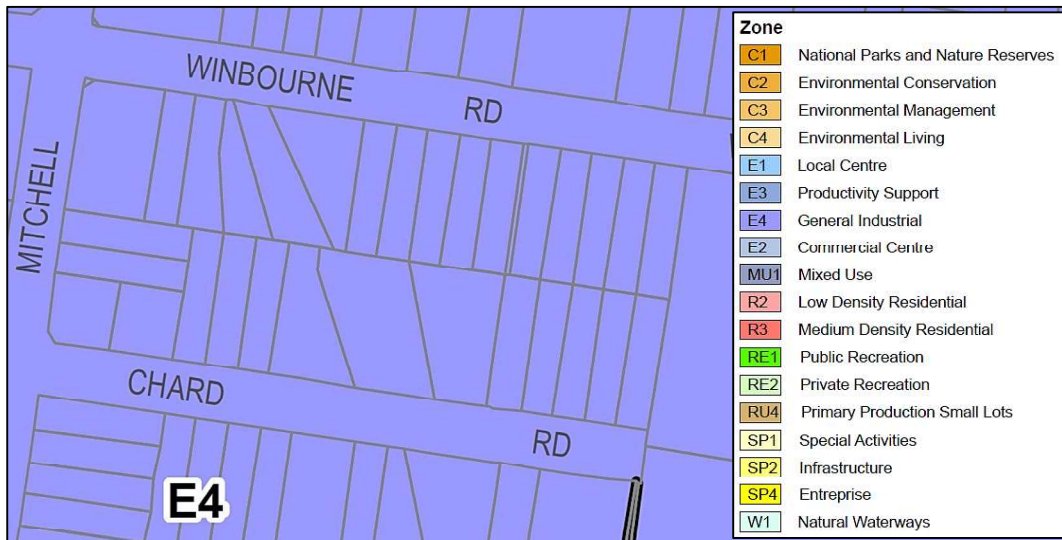 WINBOURNE RD
MITCHELL
CHARD RD
E4
Zone
C1 National Parks and Nature Reserves
C2 Environmental Conservation
C3 Environmental Management
C4 Environmental Living
E1 Local Centre
E3 Productivity Support
E4 General Industrial
E2 Commercial Centre
MU1 Mixed Use
R2 Low Density Residential
R3 Medium Density Residential
RE1 Public Recreation
RE2 Private Recreation
RU4 Primary Production Small Lots
SP1 Special Activities
SP2 Infrastructure
SP4 Entreprise
W1 Natural Waterways